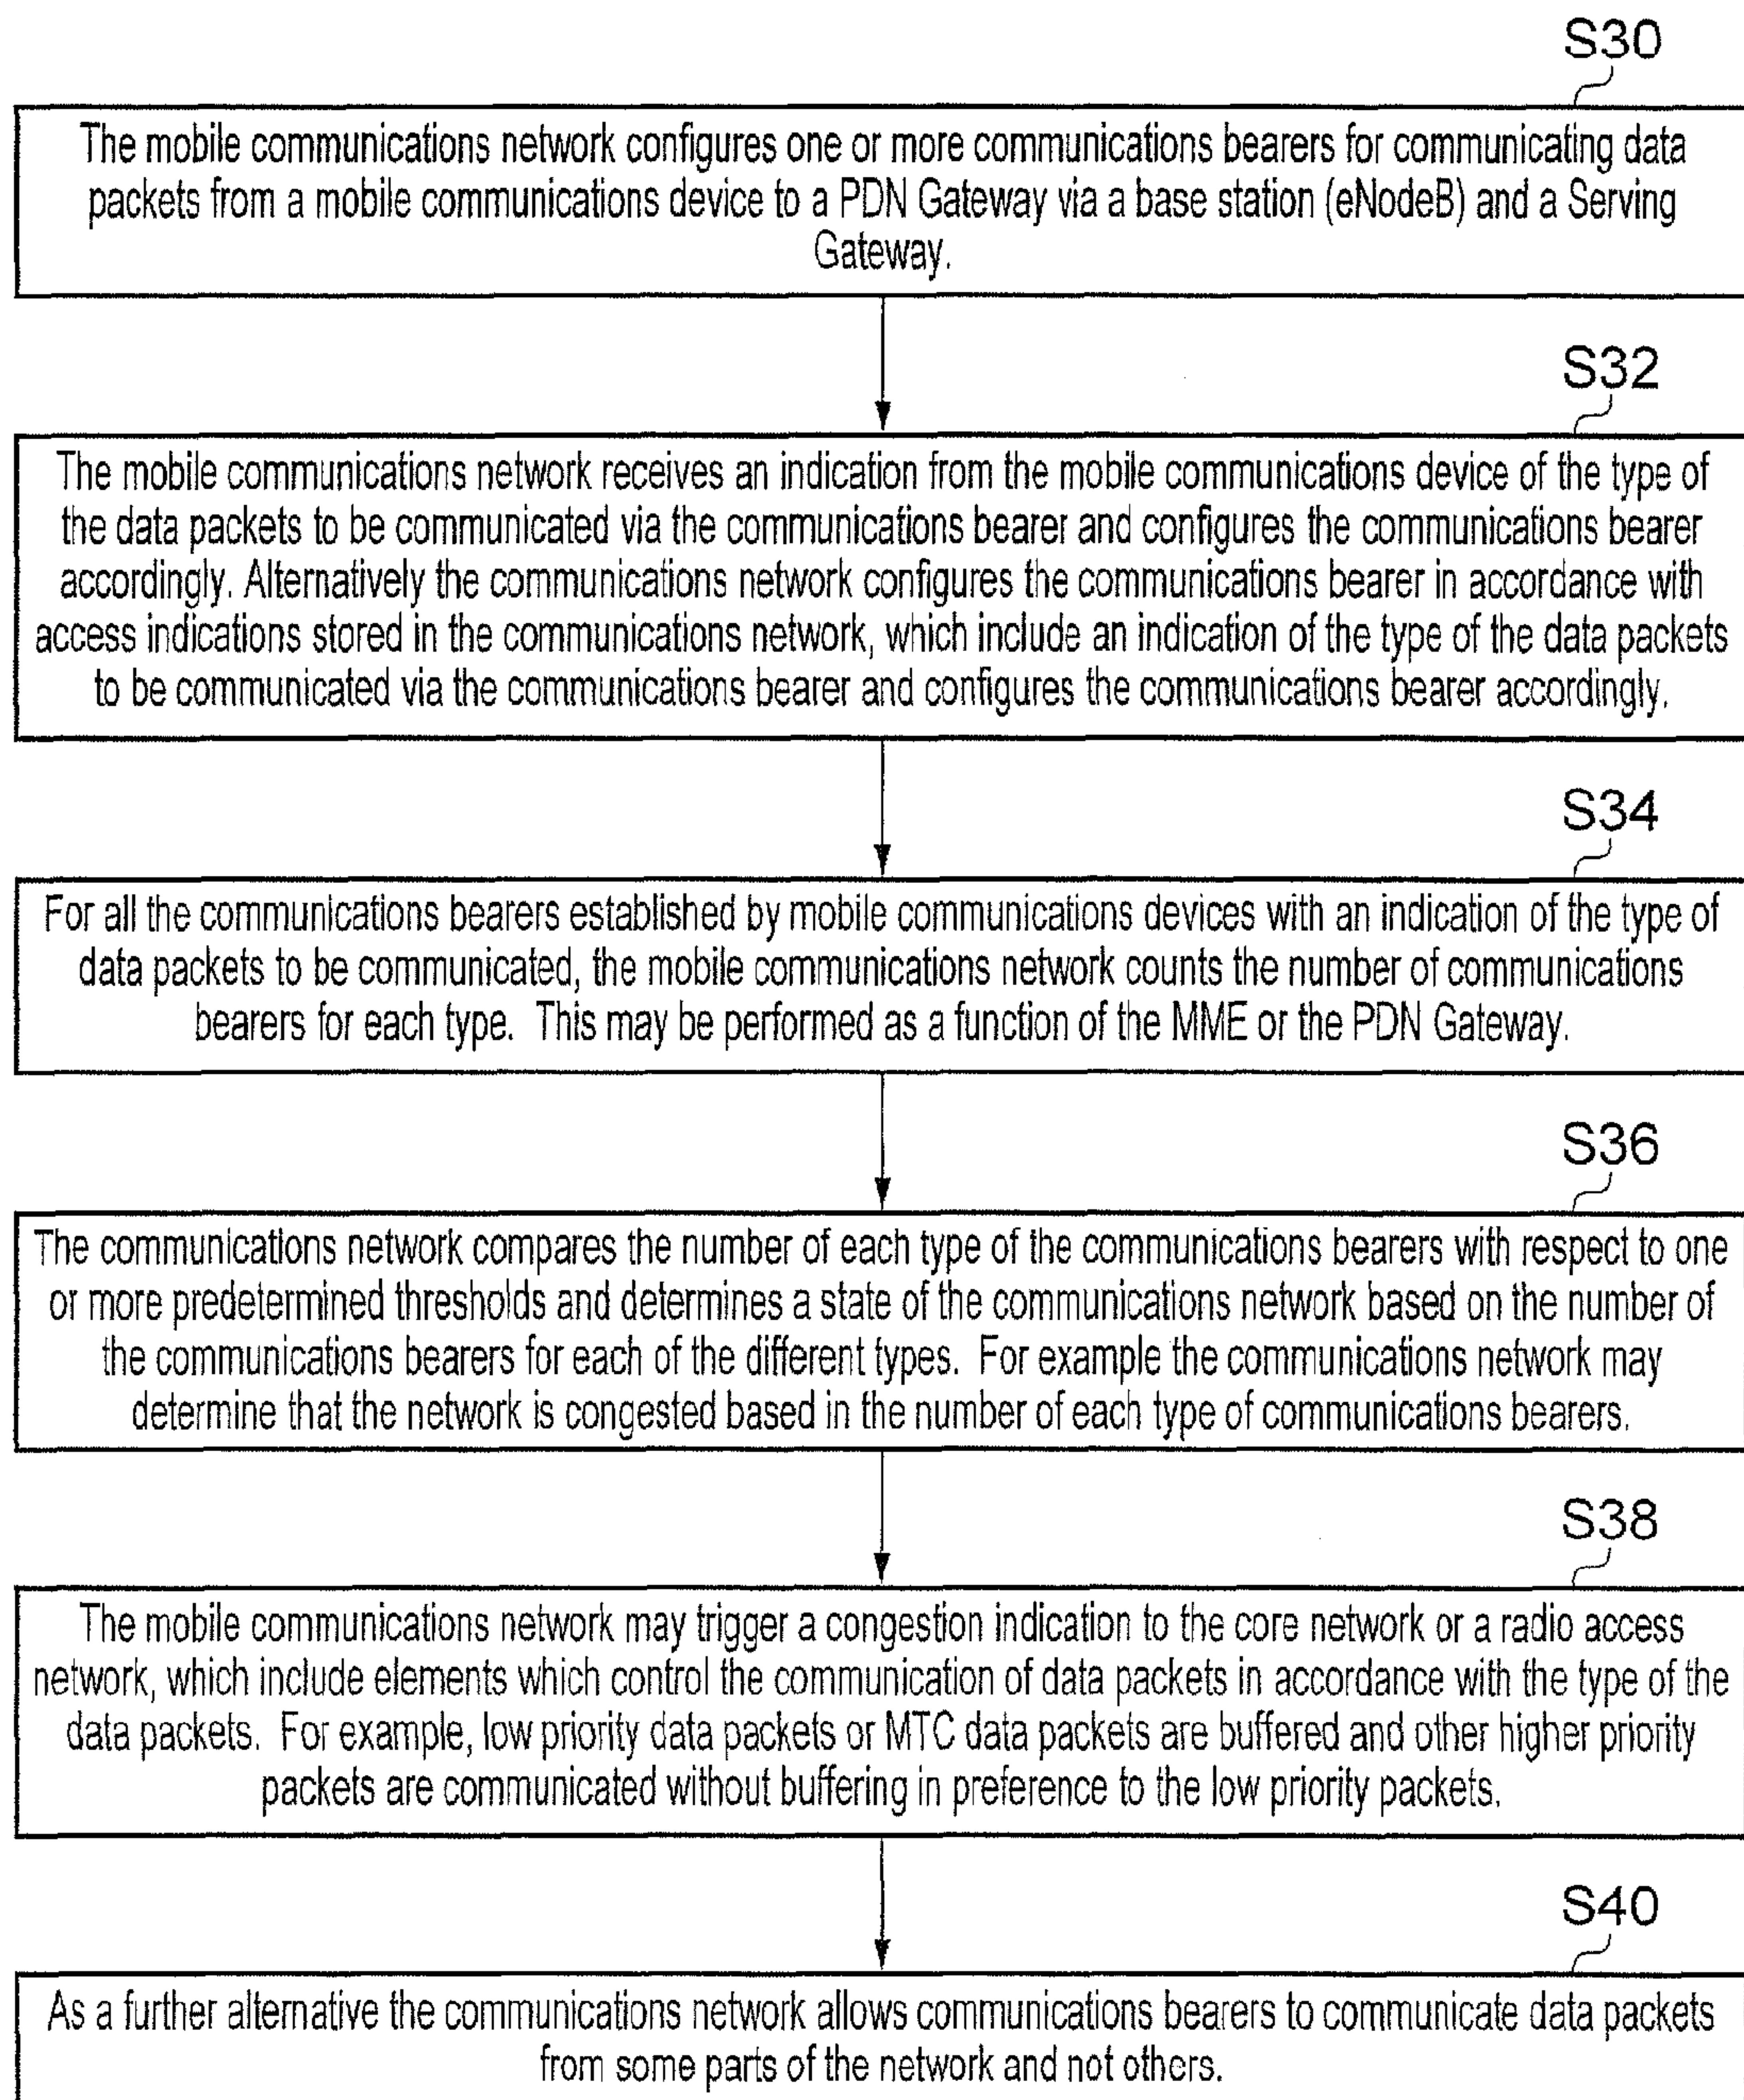 S30
The mobile communications network configures one or more communications bearers for communicating data
packets from a mobile communications device to a PDN Gateway via a base station (eNodeB) and a Serving
Gateway.
S32
The mobile communications network receives an indication from the mobile communications device of the type of
the data packets to be communicated via the communications bearer and configures the communications bearer
accordingly. Alternatively the communications network configures the communications bearer in accordance with
access indications stored in the communications network, which include an indication of the type of the data packets
to be communicated via the communications bearer and configures the communications bearer accordingly.
S34
For all the communications bearers established by mobile communications devices with an indication of the type of
data packets to be communicated, the mobile communications network counts the number of communications
bearers for each type. This may be performed as a function of the MME or the PDN Gateway.
S36
The communications network compares the number of each type of the communications bearers with respect to one
or more predetermined thresholds and determines a state of the communications network based on the number of
the communications bearers for each of the different types. For example the communications network may
determine that the network is congested based in the number of each type of communications bearers.
S38
The mobile communications network may trigger a congestion indication to the core network or a radio access
network, which include elements which control the communication of data packets in accordance with the type of the
data packets. For example, low priority data packets or MTC data packets are buffered and other higher priority
packets are communicated without buffering in preference to the low priority packets.
S40
As a further alternative the communications network allows communications bearers to communicate data packets
from some parts of the network and not others.